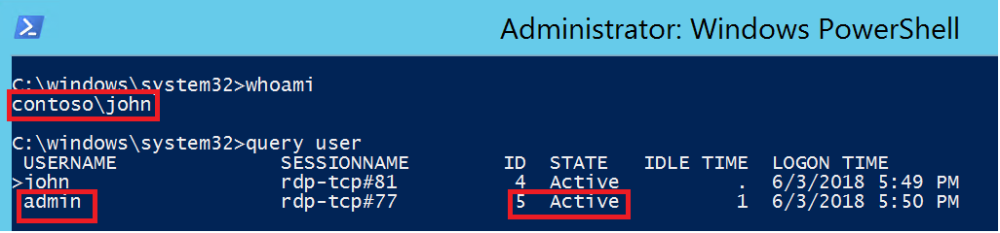 Administrator: Windows PowerShell
C:\windows\system32>whoami
contoso\john
C:\windows\system32>query user
 USERNAME              SESSIONNAME        ID  STATE   IDLE TIME  LOGON TIME
>john                  rdp-tcp#81          4  Active          .  6/3/2018 5:49 PM
 admin                 rdp-tcp#77          5  Active          1  6/3/2018 5:50 PM